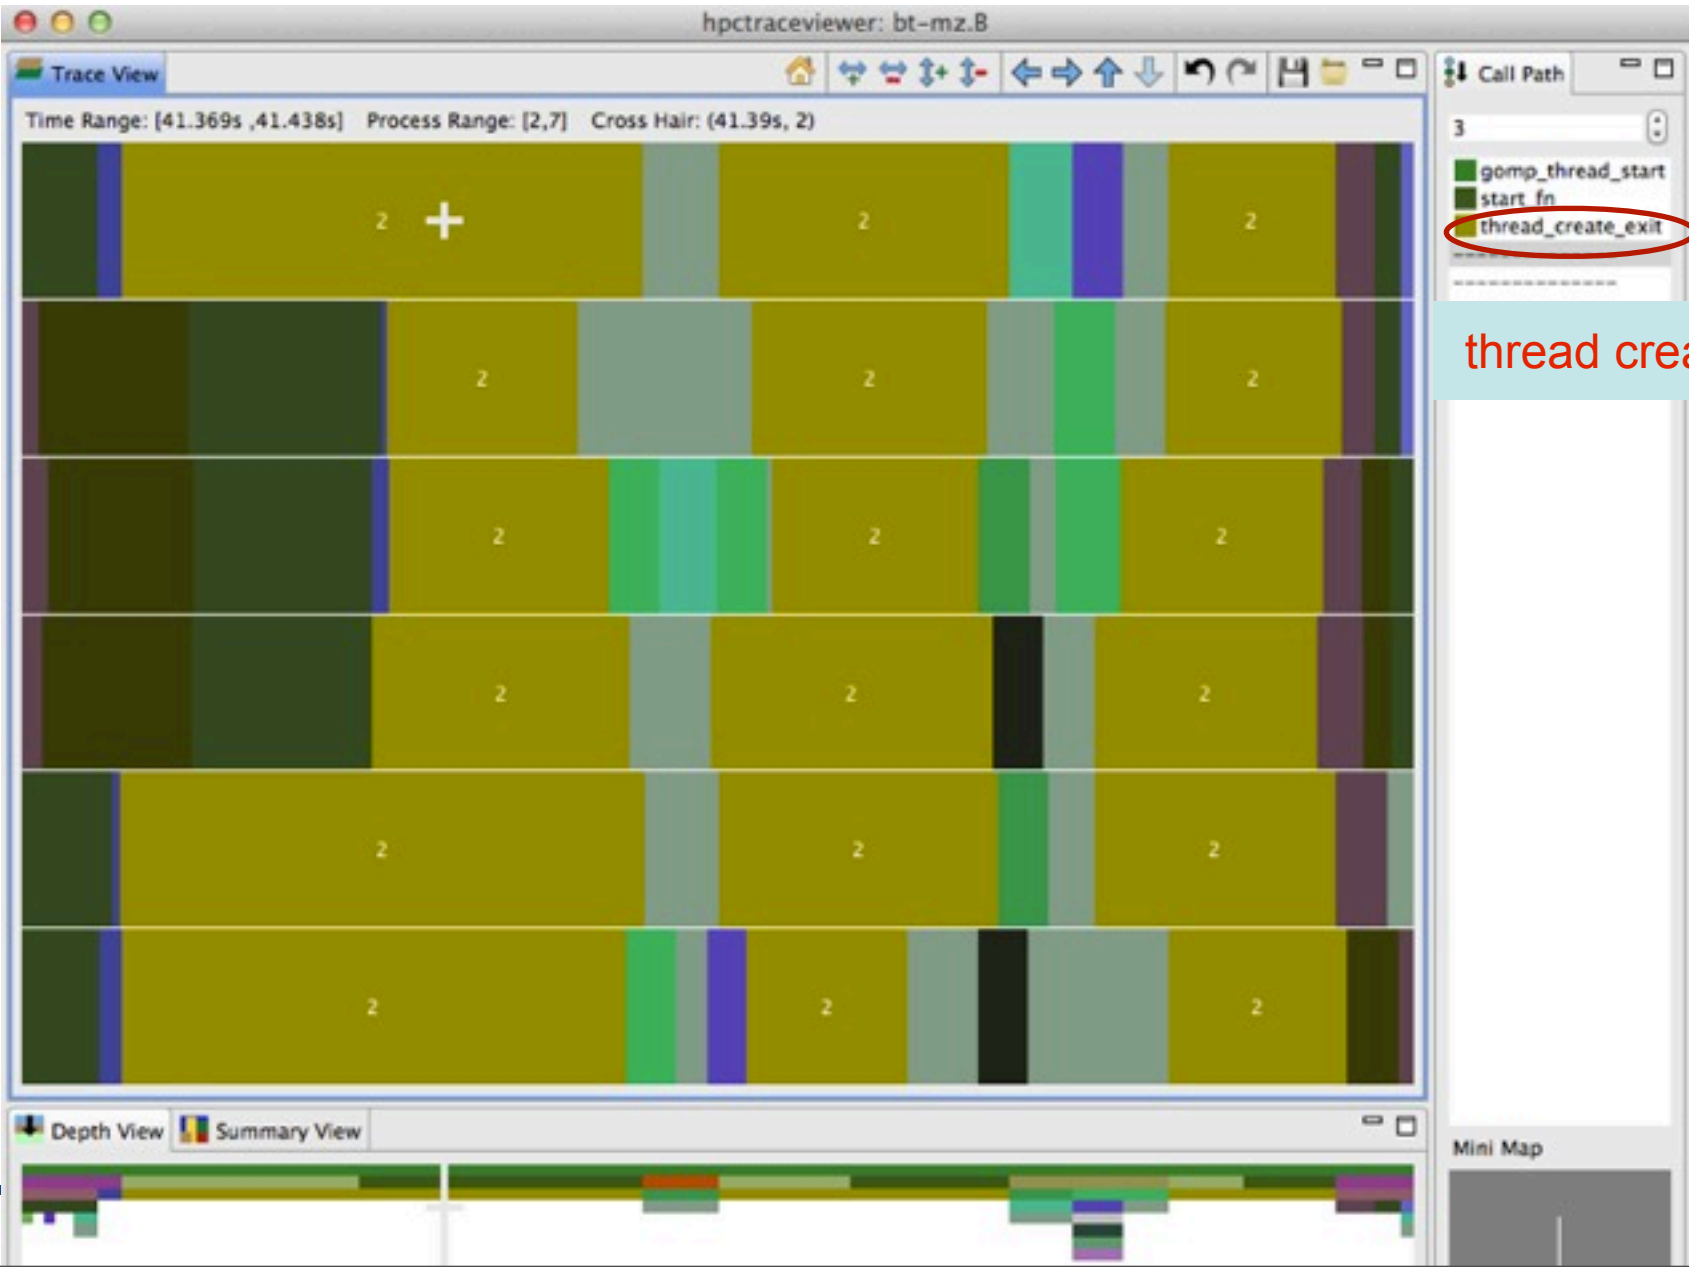 hpctraceviewer: bt-mz.B
Trace View
Call Path
Time Range: [41.369s ,41.438s] Process Range: [2,7] Cross Hair: (41.39s, 2)
3
gomp_thread_start
start_fn
thread_create_exit
--------------
--------------
thread crea
2 2 2
2 2 2
2 2 2
2 2 2
2 2 2
2 2 2
Depth View Summary View
Mini Map